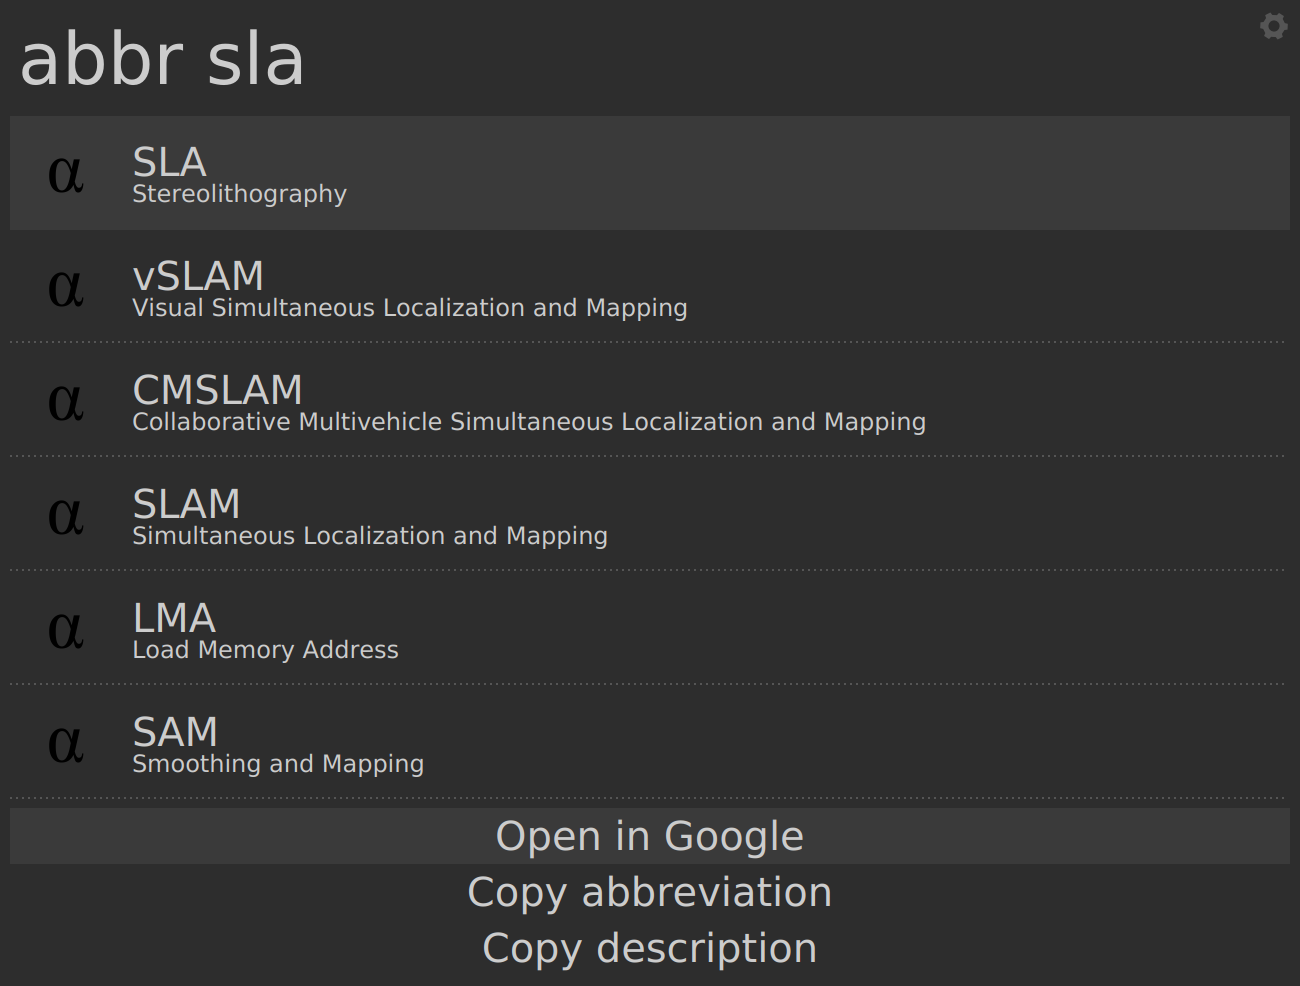 abbr sla
α
SLA
Stereolithography
α
vSLAM
Visual Simultaneous Localization and Mapping
α
CMSLAM
Collaborative Multivehicle Simultaneous Localization and Mapping
α
SLAM
Simultaneous Localization and Mapping
α
LMA
Load Memory Address
α
SAM
Smoothing and Mapping
Open in Google
Copy abbreviation
Copy description